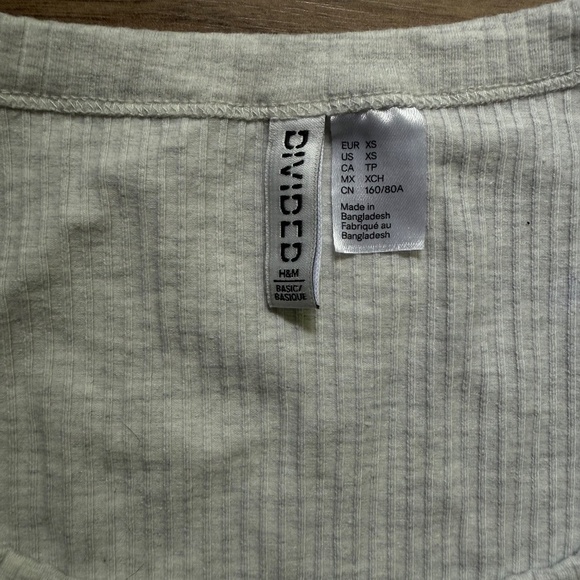 DIVIDED
H&M
BASIC/
BASIQUE
EUR XS
US XS
CA TP
MX XCH
CN 160/80A
Made in
Bangladesh
Fabriqué au
Bangladesh